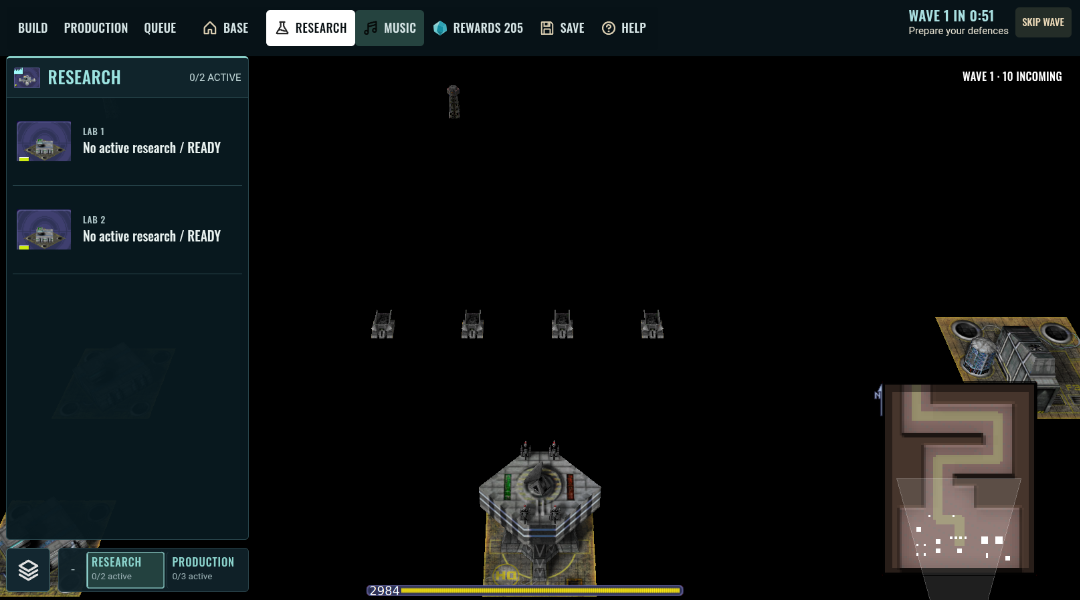 BUILD PRODUCTION QUEUE BASE RESEARCH MUSIC REWARDS 205 SAVE HELP
WAVE 1 IN 0:51
Prepare your defences
SKIP WAVE
RESEARCH 0/2 ACTIVE
WAVE 1 · 10 INCOMING
LAB 1
No active research / READY
LAB 2
No active research / READY
N
HQ
-
RESEARCH
0/2 active
PRODUCTION
0/3 active
2984